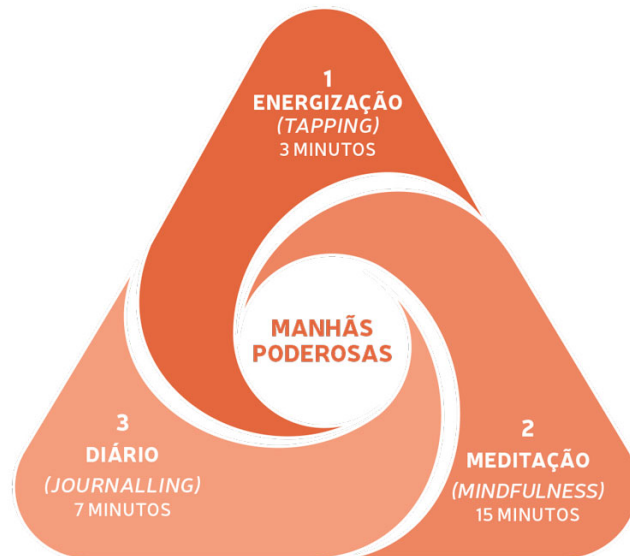 1
ENERGIZAÇÃO
(TAPPING)
3 MINUTOS
MANHÃS
PODEROSAS
2
MEDITAÇÃO
(MINDFULNESS)
15 MINUTOS
3
DIÁRIO
(JOURNALLING)
7 MINUTOS